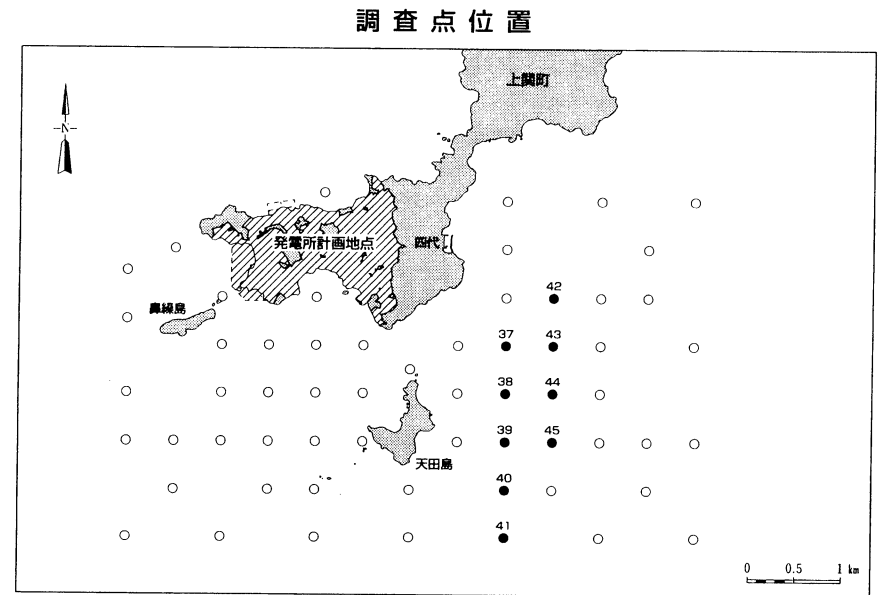 調査点位置
上関町
N
発電所計画地点
四代
鼻繰島
42
37 43
38 44
39 45
天田島
40
41
0 0.5 1 km